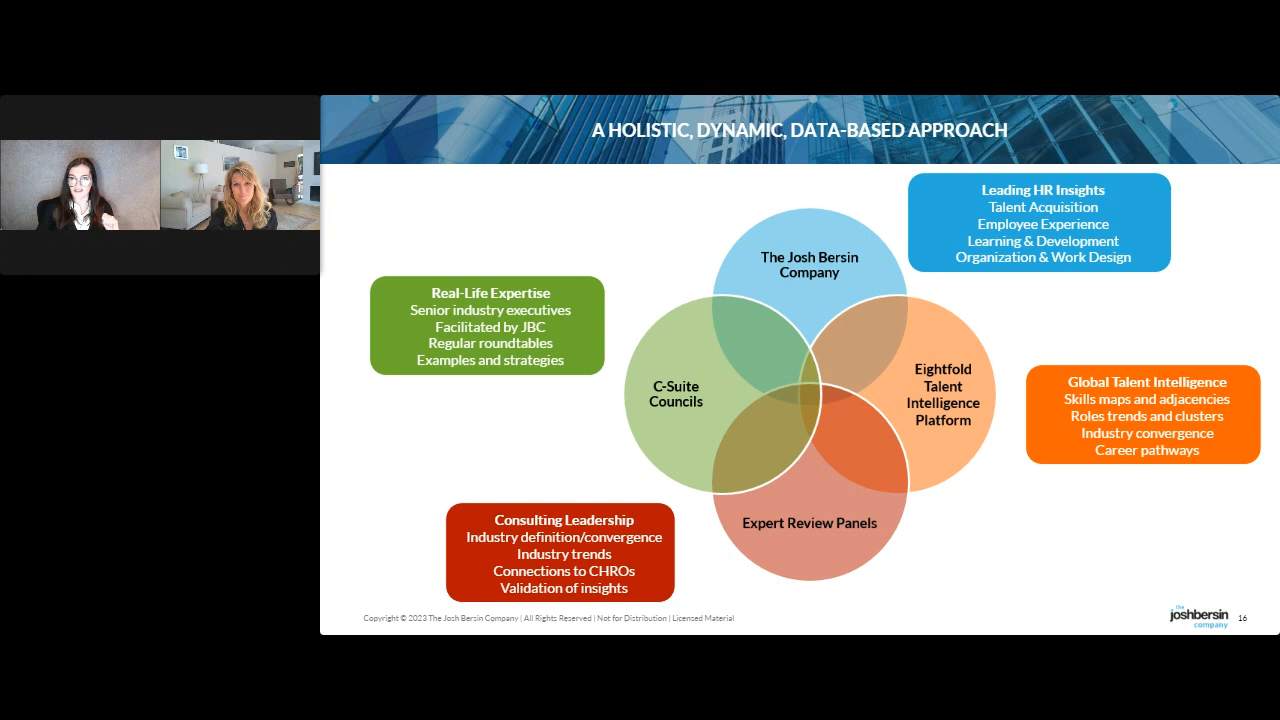 A HOLISTIC, DYNAMIC, DATA-BASED APPROACH
Leading HR Insights
Talent Acquisition
Employee Experience
Learning & Development
Organization & Work Design
The Josh Bersin
Company
Real-Life Expertise
Senior industry executives
Facilitated by JBC
Regular roundtables
Examples and strategies
C-Suite
Councils
Eightfold
Talent
Intelligence
Platform
Global Talent Intelligence
Skills maps and adjacencies
Roles trends and clusters
Industry convergence
Career pathways
Consulting Leadership
Industry definition/convergence
Industry trends
Connections to CHROs
Validation of insights
Expert Review Panels
Copyright © 2023 The Josh Bersin Company | All Rights Reserved | Not for Distribution | Licensed Material
the
joshbersin
company
16